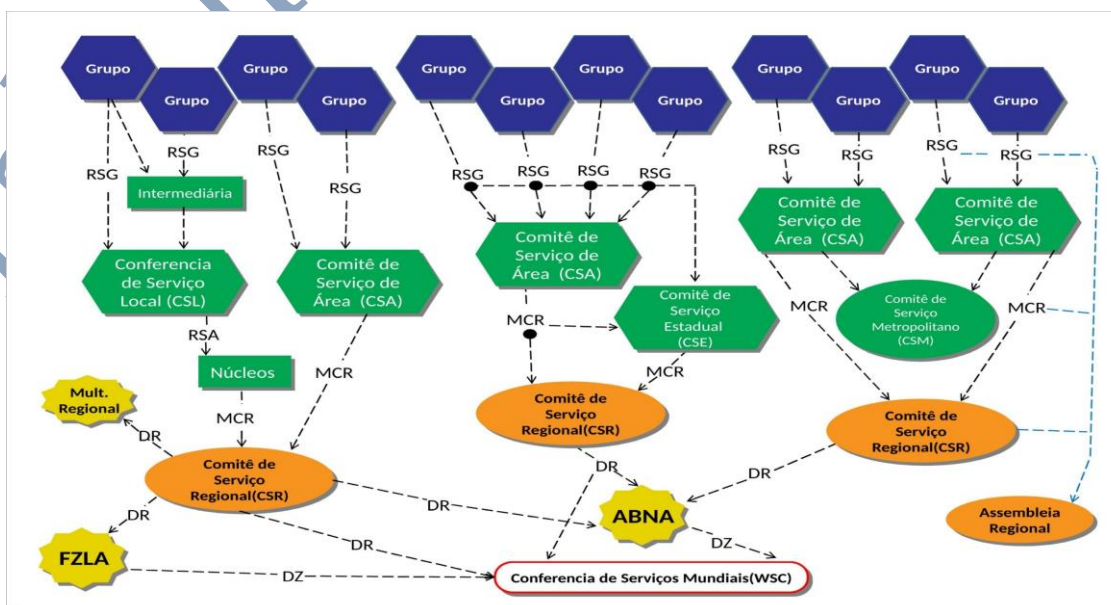 Grupo
Grupo
Grupo
Grupo
Grupo
Grupo
Grupo
Grupo
Grupo
Grupo
Grupo
Grupo
RSG
RSG
RSG
RSG
RSG
RSG
RSG
RSG
RSG
RSG
RSG
RSG
Intermediária
Conferencia
de Serviço
Local (CSL)
Comitê de
Serviço de
Área (CSA)
Comitê de
Serviço de
Área (CSA)
Comitê de
Serviço de
Área (CSA)
Comitê de
Serviço de
Área (CSA)
RSA
MCR
MCR
MCR
Comitê de
Serviço
Estadual
(CSE)
Comitê de
Serviço
Metropolitano
(CSM)
Núcleos
MCR
MCR
MCR
Mult.
Regional
DR
Comitê de
Serviço
Regional(CSR)
Comitê de
Serviço
Regional(CSR)
Comitê de
Serviço
Regional(CSR)
DR
DR
DR
DR
DR
FZLA
ABNA
Assembleia
Regional
DZ
DZ
Conferencia de Serviços Mundiais(WSC)